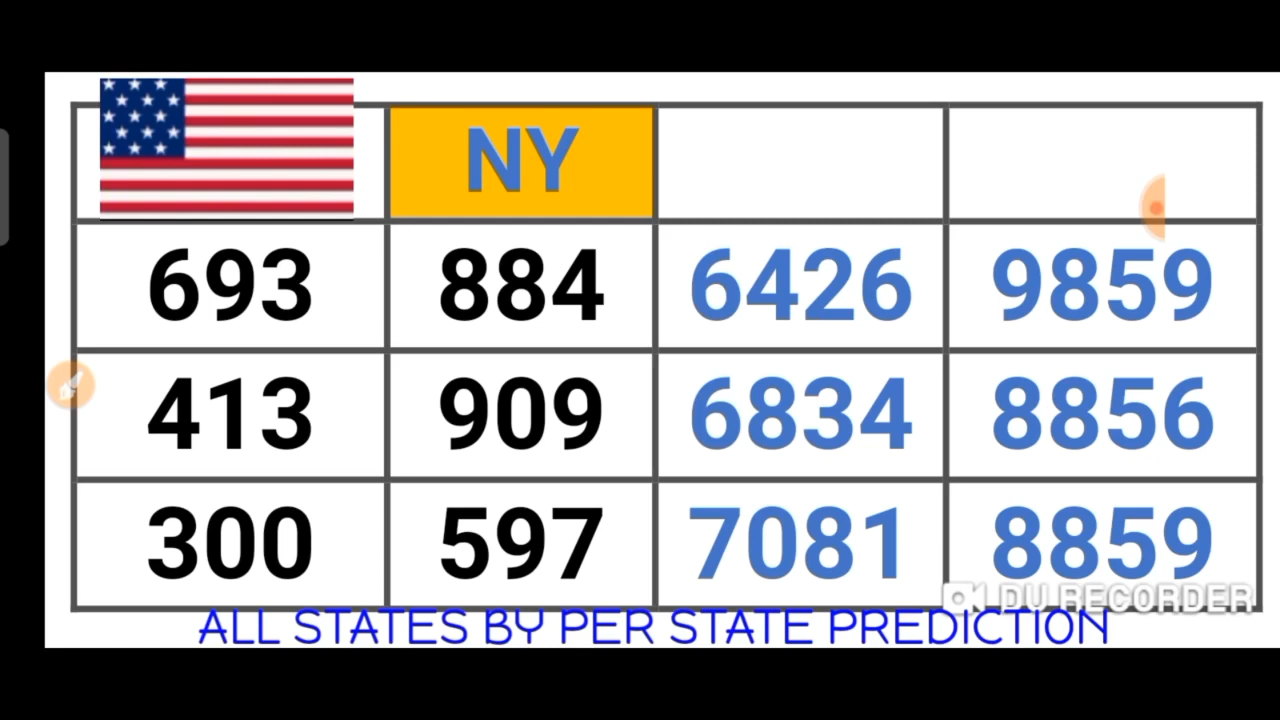 NY
693 884 6426 9859
413 909 6834 8856
300 597 7081 8859
DU RECORDER
ALL STATES BY PER STATE PREDICTION